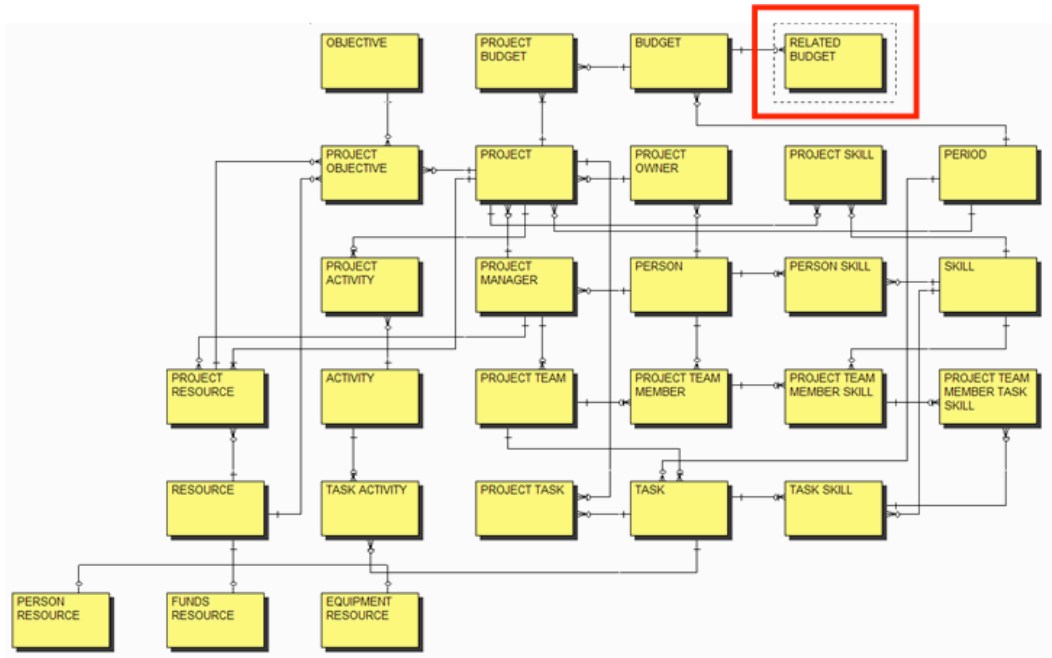 OBJECTIVE
PROJECT
BUDGET
BUDGET
RELATED
BUDGET
PROJECT
OBJECTIVE
PROJECT
PROJECT
OWNER
PROJECT SKILL
PERIOD
PROJECT
ACTIVITY
PROJECT
MANAGER
PERSON
PERSON SKILL
SKILL
PROJECT
RESOURCE
ACTIVITY
PROJECT TEAM
PROJECT TEAM
MEMBER
PROJECT TEAM
MEMBER SKILL
PROJECT TEAM
MEMBER TASK
SKILL
RESOURCE
TASK ACTIVITY
PROJECT TASK
TASK
TASK SKILL
PERSON
RESOURCE
FUNDS
RESOURCE
EQUIPMENT
RESOURCE